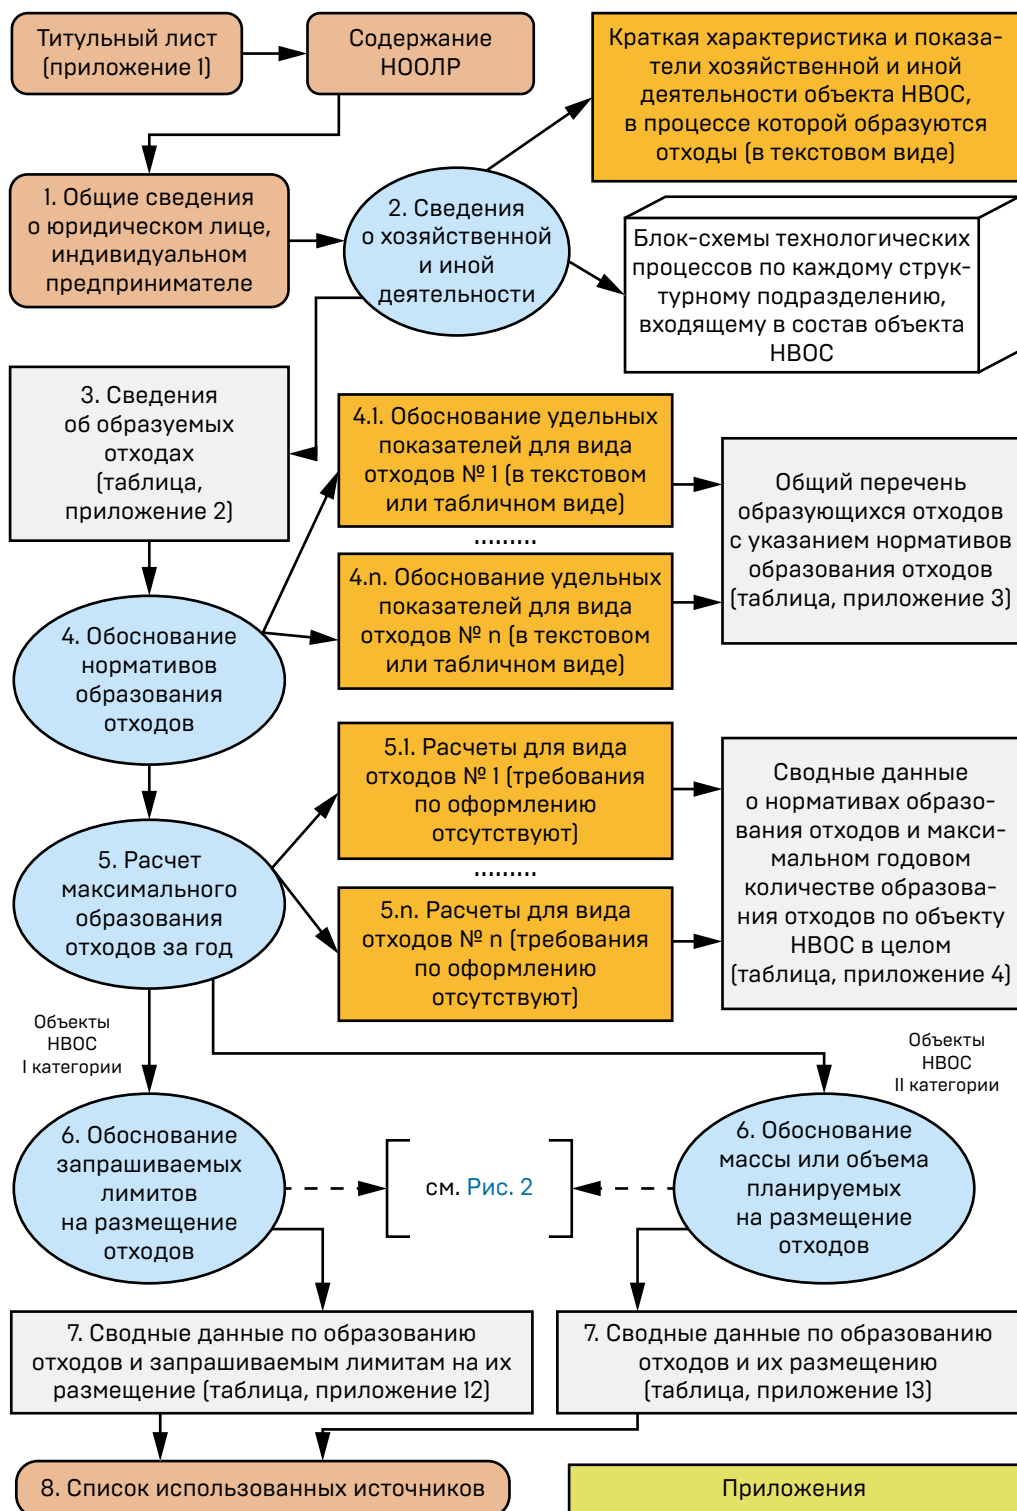 Титульный лист
(приложение 1)
Содержание
НООЛР
Краткая характеристика и показа-
тели хозяйственной и иной
деятельности объекта НВОС,
в процессе которой образуются
отходы (в текстовом виде)
1. Общие сведения
о юридическом лице,
индивидуальном
предпринимателе
2. Сведения
о хозяйственной
и иной
деятельности
Блок-схемы технологических
процессов по каждому струк-
турному подразделению,
входящему в состав объекта
НВОС
3. Сведения
об образуемых
отходах
(таблица,
приложение 2)
4.1. Обоснование удельных
показателей для вида
отходов № 1 (в текстовом
или табличном виде)
.........
4.n. Обоснование удельных
показателей для вида
отходов № n (в текстовом
или табличном виде)
Общий перечень
образующихся отходов
с указанием нормативов
образования отходов
(таблица, приложение 3)
4. Обоснование
нормативов
образования
отходов
5.1. Расчеты для вида
отходов № 1 (требования
по оформлению
отсутствуют)
.........
5.n. Расчеты для вида
отходов № n (требования
по оформлению
отсутствуют)
Сводные данные
о нормативах образо-
вания отходов и макси-
мальном годовом
количестве образова-
ния отходов по объекту
НВОС в целом
(таблица, приложение 4)
5. Расчет
максимального
образования
отходов за год
Объекты
НВОС
I категории
Объекты
НВОС
II категории
6. Обоснование
запрашиваемых
лимитов
на размещение
отходов
см. Рис. 2
6. Обоснование
массы или объема
планируемых
на размещение
отходов
7. Сводные данные по образованию
отходов и запрашиваемым лимитам на их
размещение (таблица, приложение 12)
7. Сводные данные по образованию
отходов и их размещению
(таблица, приложение 13)
8. Список использованных источников
Приложения